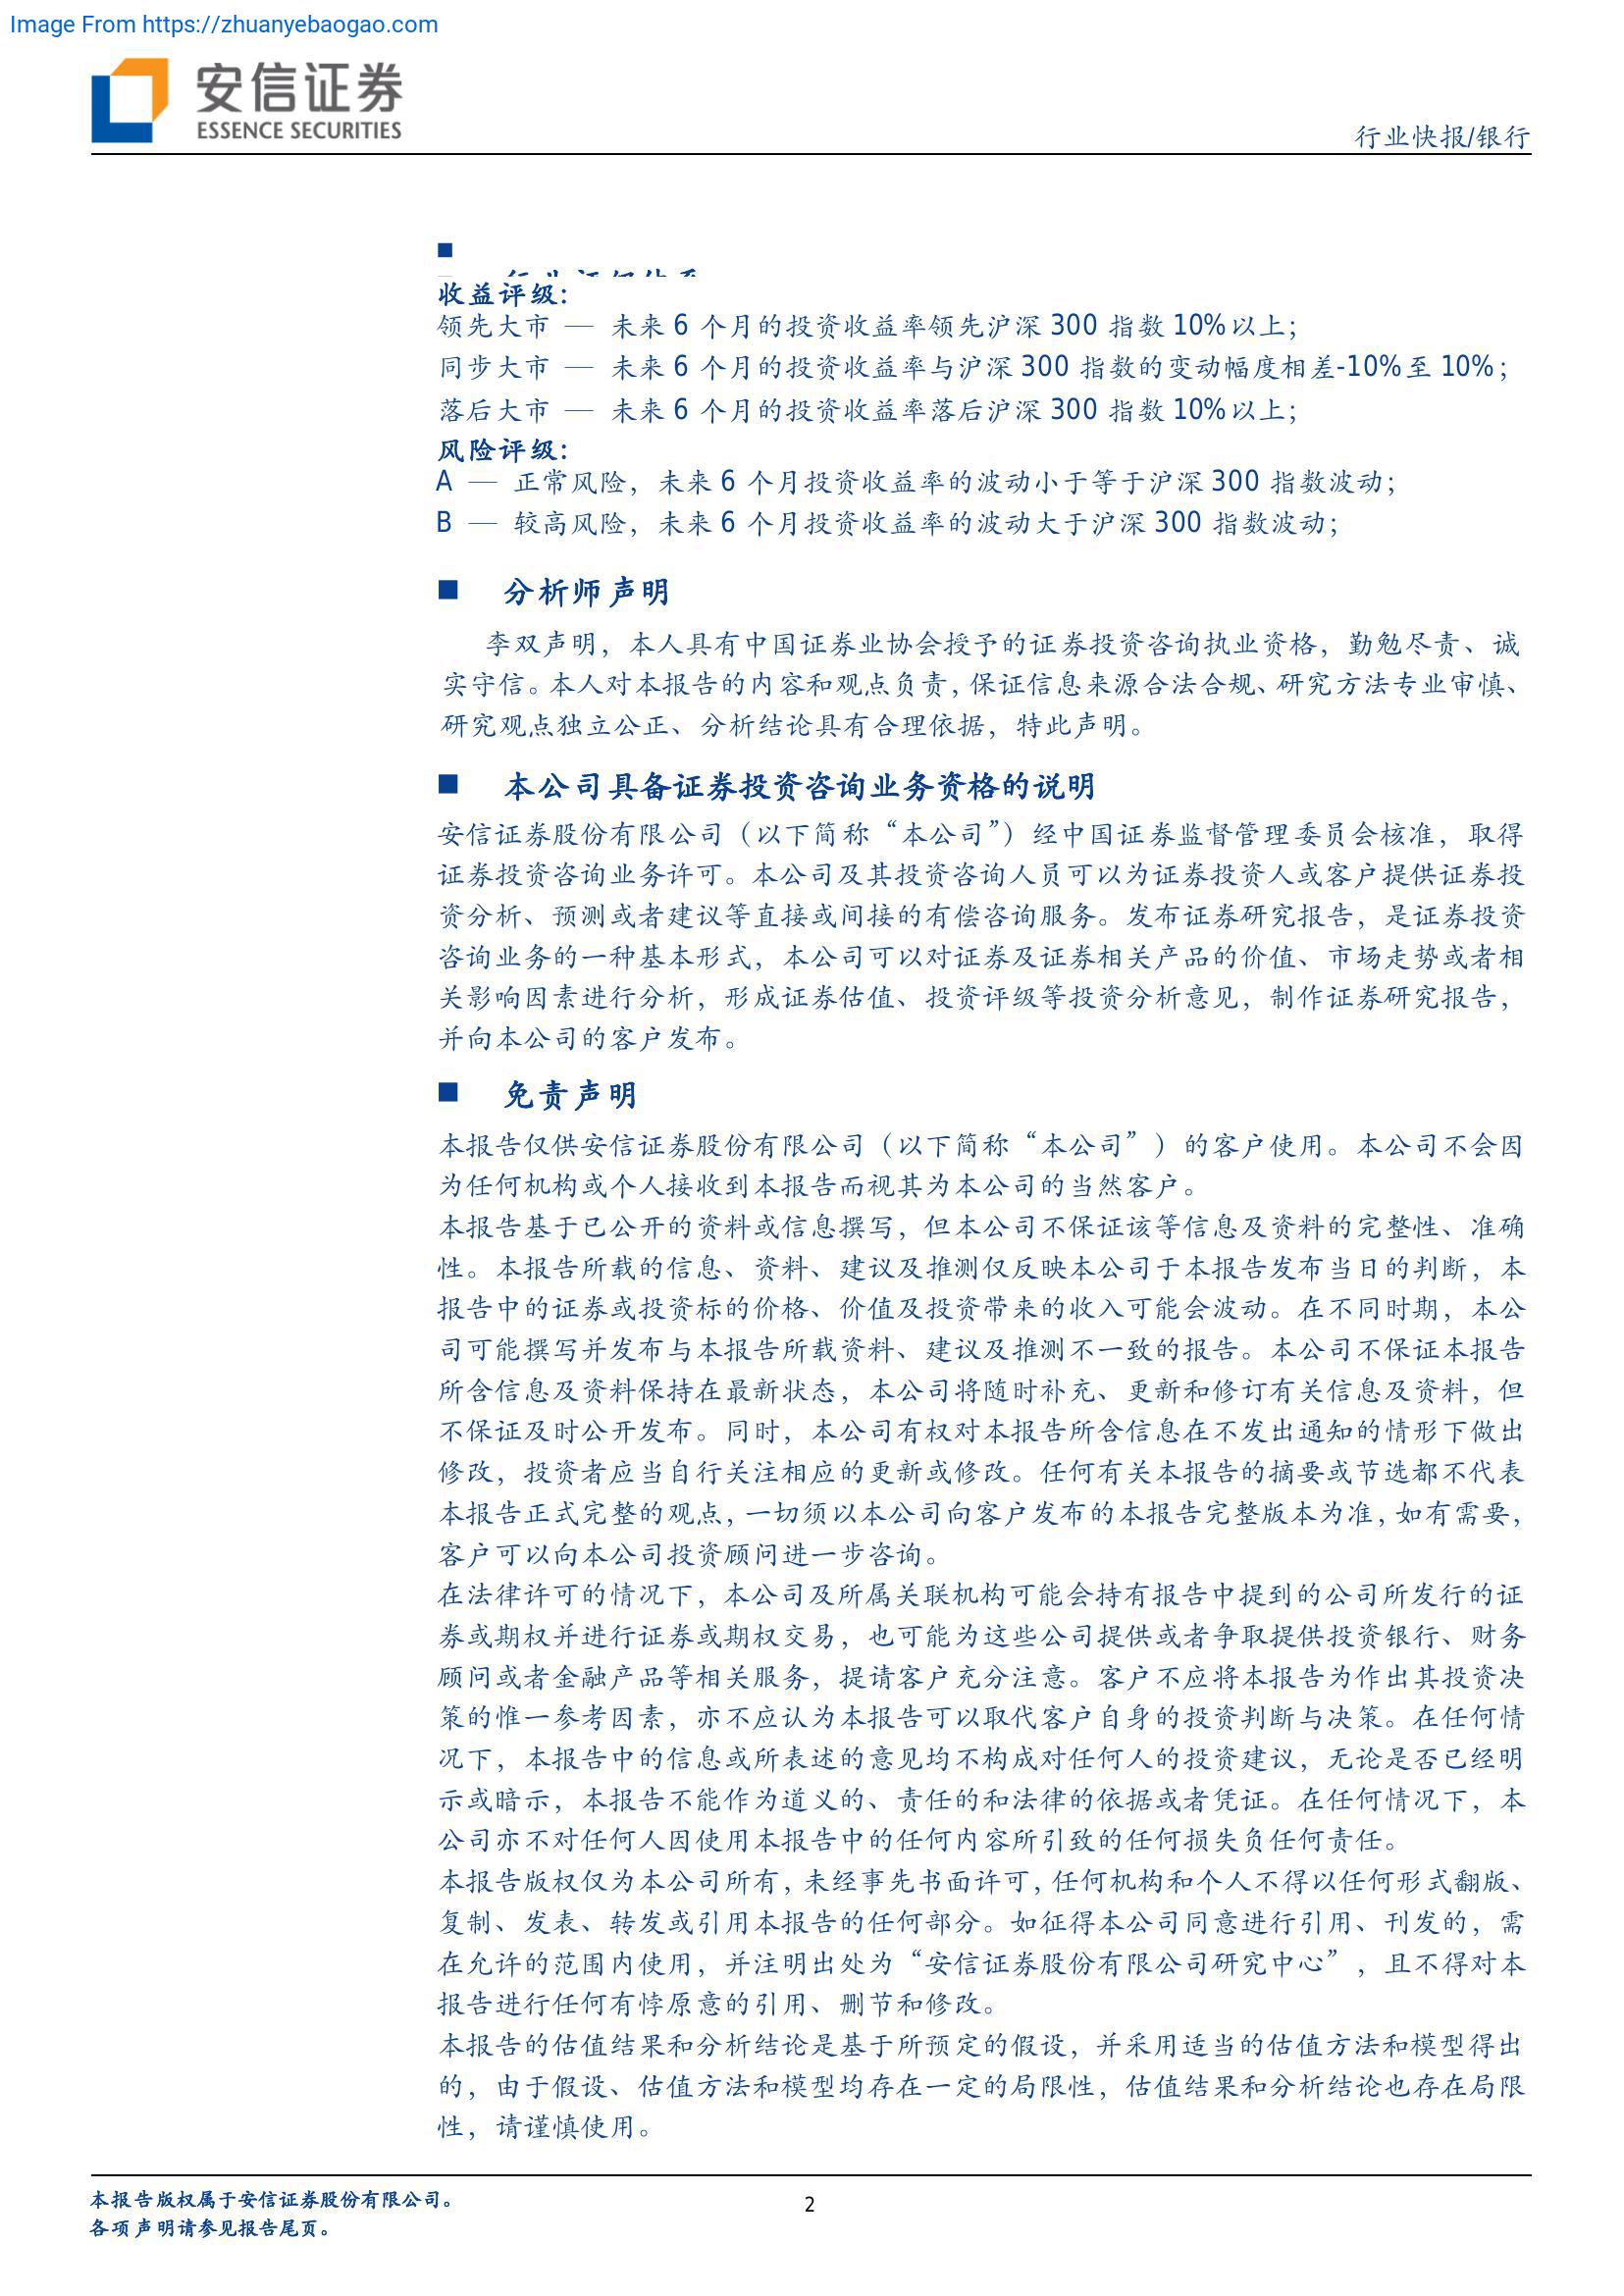 Image From https://zhuanyebaogao.com
安信证券
ESSENCE SECURITIES
行业快报/银行
■
收益评级：
领先大市 — 未来 6 个月的投资收益率领先沪深 300 指数 10%以上；
同步大市 — 未来 6 个月的投资收益率与沪深 300 指数的变动幅度相差-10%至 10%；
落后大市 — 未来 6 个月的投资收益率落后沪深 300 指数 10%以上；
风险评级：
A — 正常风险，未来 6 个月投资收益率的波动小于等于沪深 300 指数波动；
B — 较高风险，未来 6 个月投资收益率的波动大于沪深 300 指数波动；
■ 分析师声明
李双声明，本人具有中国证券业协会授予的证券投资咨询执业资格，勤勉尽责、诚
实守信。本人对本报告的内容和观点负责，保证信息来源合法合规、研究方法专业审慎、
研究观点独立公正、分析结论具有合理依据，特此声明。
■ 本公司具备证券投资咨询业务资格的说明
安信证券股份有限公司（以下简称“本公司”）经中国证券监督管理委员会核准，取得
证券投资咨询业务许可。本公司及其投资咨询人员可以为证券投资人或客户提供证券投
资分析、预测或者建议等直接或间接的有偿咨询服务。发布证券研究报告，是证券投资
咨询业务的一种基本形式，本公司可以对证券及证券相关产品的价值、市场走势或者相
关影响因素进行分析，形成证券估值、投资评级等投资分析意见，制作证券研究报告，
并向本公司的客户发布。
■ 免责声明
本报告仅供安信证券股份有限公司（以下简称“本公司”）的客户使用。本公司不会因
为任何机构或个人接收到本报告而视其为本公司的当然客户。
本报告基于已公开的资料或信息撰写，但本公司不保证该等信息及资料的完整性、准确
性。本报告所载的信息、资料、建议及推测仅反映本公司于本报告发布当日的判断，本
报告中的证券或投资标的价格、价值及投资带来的收入可能会波动。在不同时期，本公
司可能撰写并发布与本报告所载资料、建议及推测不一致的报告。本公司不保证本报告
所含信息及资料保持在最新状态，本公司将随时补充、更新和修订有关信息及资料，但
不保证及时公开发布。同时，本公司有权对本报告所含信息在不发出通知的情形下做出
修改，投资者应当自行关注相应的更新或修改。任何有关本报告的摘要或节选都不代表
本报告正式完整的观点，一切须以本公司向客户发布的本报告完整版本为准，如有需要，
客户可以向本公司投资顾问进一步咨询。
在法律许可的情况下，本公司及所属关联机构可能会持有报告中提到的公司所发行的证
券或期权并进行证券或期权交易，也可能为这些公司提供或者争取提供投资银行、财务
顾问或者金融产品等相关服务，提请客户充分注意。客户不应将本报告为作出其投资决
策的惟一参考因素，亦不应认为本报告可以取代客户自身的投资判断与决策。在任何情
况下，本报告中的信息或所表述的意见均不构成对任何人的投资建议，无论是否已经明
示或暗示，本报告不能作为道义的、责任的和法律的依据或者凭证。在任何情况下，本
公司亦不对任何人因使用本报告中的任何内容所引致的任何损失负任何责任。
本报告版权仅为本公司所有，未经事先书面许可，任何机构和个人不得以任何形式翻版、
复制、发表、转发或引用本报告的任何部分。如征得本公司同意进行引用、刊发的，需
在允许的范围内使用，并注明出处为“安信证券股份有限公司研究中心”，且不得对本
报告进行任何有悖原意的引用、删节和修改。
本报告的估值结果和分析结论是基于所预定的假设，并采用适当的估值方法和模型得出
的，由于假设、估值方法和模型均存在一定的局限性，估值结果和分析结论也存在局限
性，请谨慎使用。
本报告版权属于安信证券股份有限公司。
2
各项声明请参见报告尾页。